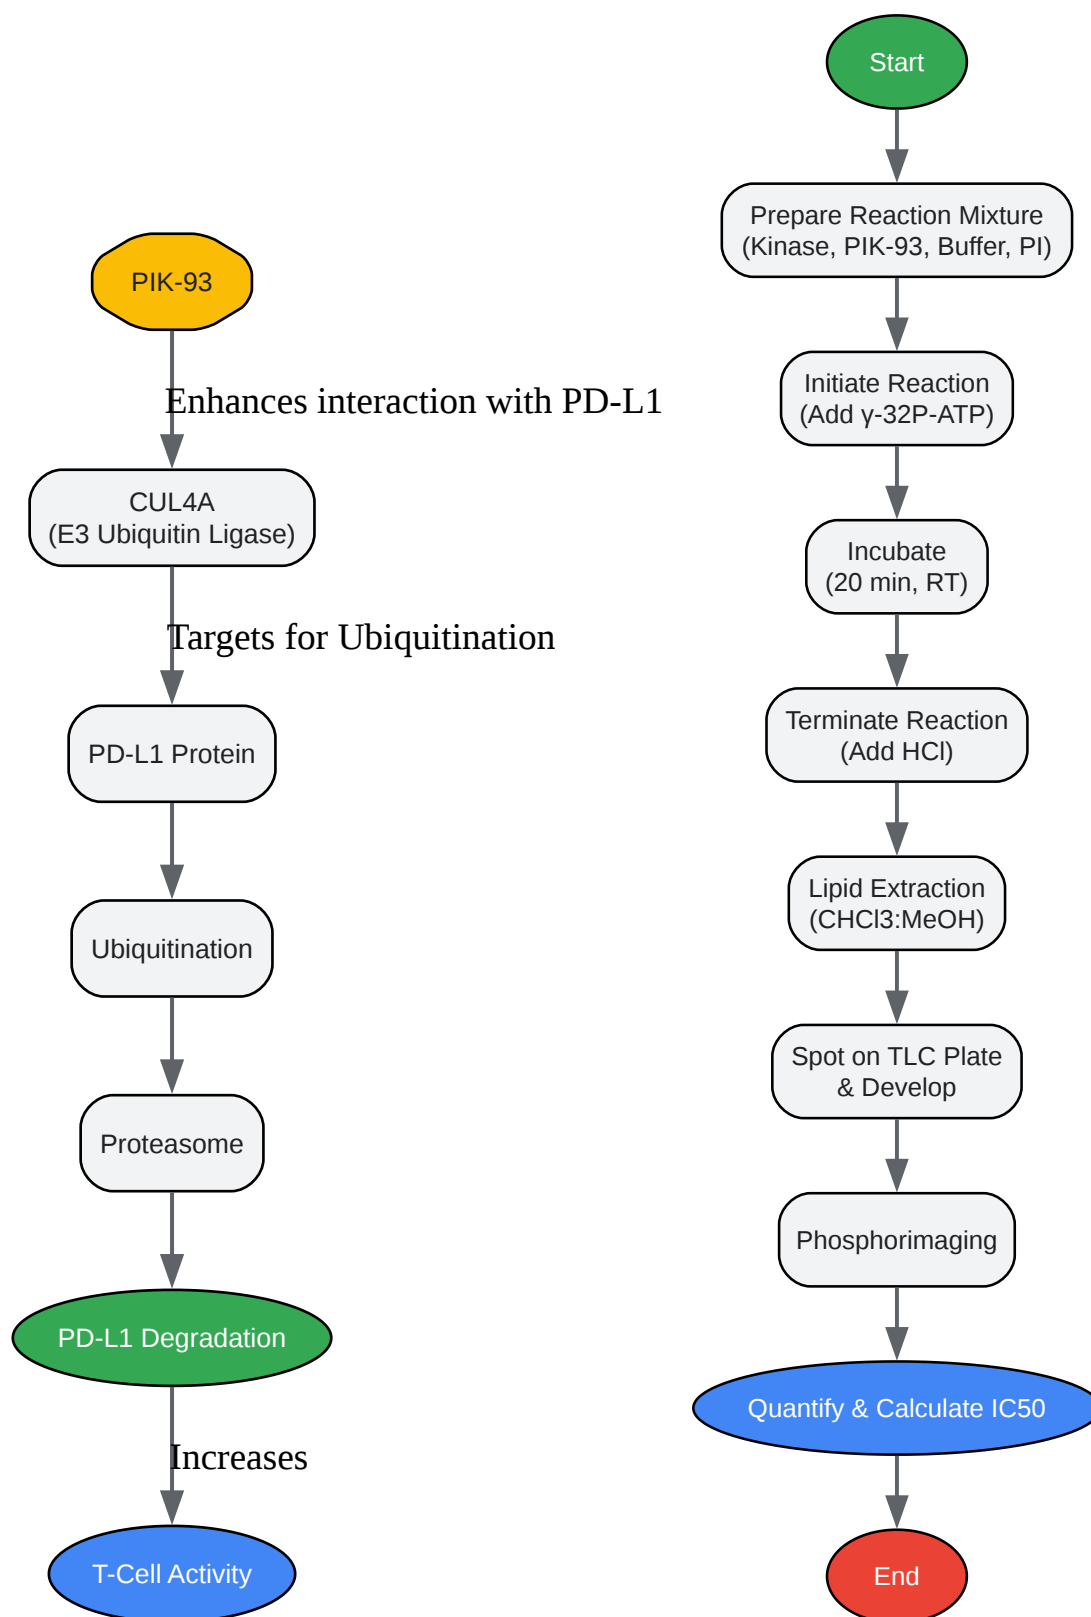 PIK-93
Enhances interaction with PD-L1
CUL4A
(E3 Ubiquitin Ligase)
Targets for Ubiquitination
PD-L1 Protein
Ubiquitination
Proteasome
PD-L1 Degradation
Increases
T-Cell Activity
Start
Prepare Reaction Mixture
(Kinase, PIK-93, Buffer, PI)
Initiate Reaction
(Add γ-32P-ATP)
Incubate
(20 min, RT)
Terminate Reaction
(Add HCl)
Lipid Extraction
(CHCl3:MeOH)
Spot on TLC Plate
& Develop
Phosphorimaging
Quantify & Calculate IC50
End